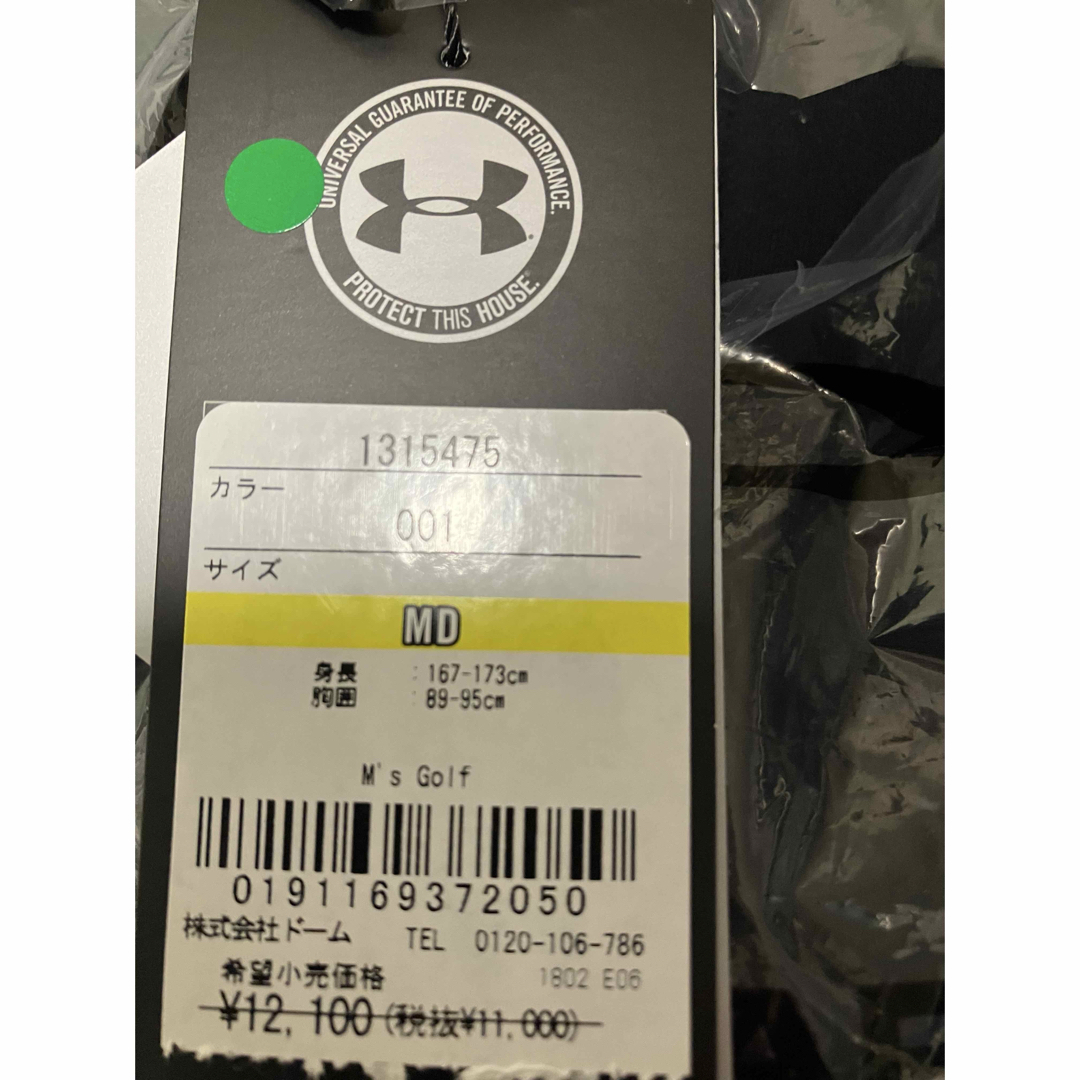 UNIVERSAL GUARANTEE OF PERFORMANCE.
PROTECT THIS HOUSE.
1315475
カラー
001
サイズ
MD
身長 : 167-173cm
胸囲 : 89-95cm
M's Golf
0191169372050
株式会社ドーム TEL 0120-106-786
希望小売価格 1802 E06
¥12,100 (税抜¥11,000)